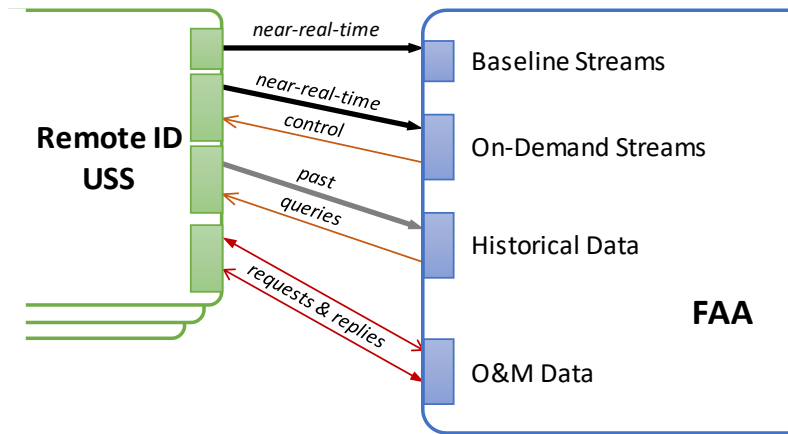 near-real-time
Baseline Streams
near-real-time
control
On-Demand Streams
Remote ID
USS
past
queries
Historical Data
requests & replies
FAA
O&M Data